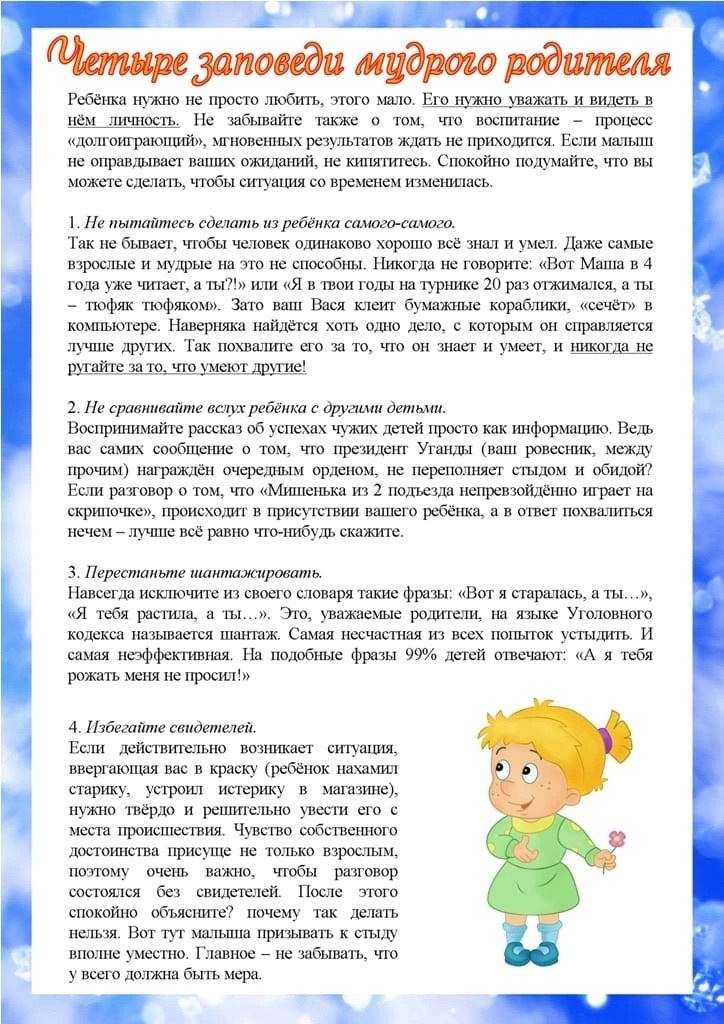 Четыре заповеди мудрого родителя
Ребёнка нужно не просто любить, этого мало. Его нужно уважать и видеть в
нём личность. Не забывайте также о том, что воспитание – процесс
«долгоиграющий», мгновенных результатов ждать не приходится. Если малыш
не оправдывает ваших ожиданий, не кипятитесь. Спокойно подумайте, что вы
можете сделать, чтобы ситуация со временем изменилась.
1. Не пытайтесь сделать из ребёнка самого-самого.
Так не бывает, чтобы человек одинаково хорошо всё знал и умел. Даже самые
взрослые и мудрые на это не способны. Никогда не говорите: «Вот Маша в 4
года уже читает, а ты?!» или «Я в твои годы на турнике 20 раз отжимался, а ты
– тюфяк тюфяком». Зато ваш Вася клеит бумажные кораблики, «сечёт» в
компьютере. Наверняка найдётся хоть одно дело, с которым он справляется
лучше других. Так похвалите его за то, что он знает и умеет, и никогда не
ругайте за то, что умеют другие!
2. Не сравнивайте вслух ребёнка с другими детьми.
Воспринимайте рассказ об успехах чужих детей просто как информацию. Ведь
вас самих сообщение о том, что президент Уганды (ваш ровесник, между
прочим) награждён очередным орденом, не переполняет стыдом и обидой?
Если разговор о том, что «Мишенька из 2 подъезда непревзойдённо играет на
скрипочке», происходит в присутствии вашего ребёнка, а в ответ похвалиться
нечем – лучше всё равно что-нибудь скажите.
3. Перестаньте шантажировать.
Навсегда исключите из своего словаря такие фразы: «Вот я старалась, а ты…»,
«Я тебя растила, а ты…». Это, уважаемые родители, на языке Уголовного
кодекса называется шантаж. Самая несчастная из всех попыток устыдить. И
самая неэффективная. На подобные фразы 99% детей отвечают: «А я тебя
рожать меня не просил!»
4. Избегайте свидетелей.
Если действительно возникает ситуация,
ввергающая вас в краску (ребёнок нахамил
старику, устроил истерику в магазине),
нужно твёрдо и решительно увести его с
места происшествия. Чувство собственного
достоинства присуще не только взрослым,
поэтому очень важно, чтобы разговор
состоялся без свидетелей. После этого
спокойно объясните? почему так делать
нельзя. Вот тут малыша призывать к стыду
вполне уместно. Главное – не забывать, что
у всего должна быть мера.